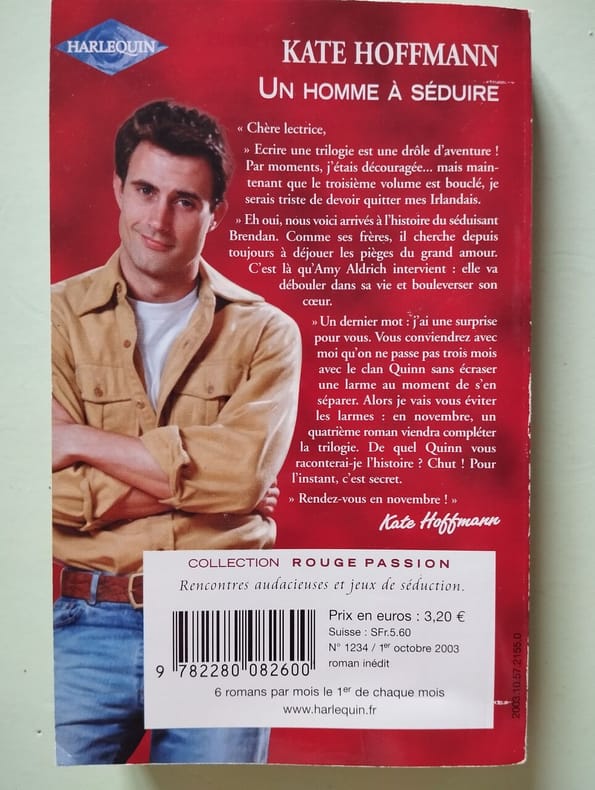 HARLEQUIN
KATE HOFFMANN
UN HOMME À SÉDUIRE
« Chère lectrice,
» Ecrire une trilogie est une drôle d'aventure !
Par moments, j'étais découragée... mais main-
tenant que le troisième volume est bouclé, je
serais triste de devoir quitter mes Irlandais.
» Eh oui, nous voici arrivés à l'histoire du séduisant
Brendan. Comme ses frères, il cherche depuis
toujours à déjouer les pièges du grand amour.
C'est là qu'Amy Aldrich intervient : elle va
débouler dans sa vie et bouleverser son
cœur.
» Un dernier mot : j'ai une surprise
pour vous. Vous conviendrez avec
moi qu'on ne passe pas trois mois
avec le clan Quinn sans écraser
une larme au moment de s'en
séparer. Alors je vais vous éviter
les larmes : en novembre, un
quatrième roman viendra compléter
la trilogie. De quel Quinn vous
raconterai-je l'histoire ? Chut ! Pour
l'instant, c'est secret.
» Rendez-vous en novembre ! »
Kate Hoffmann
COLLECTION ROUGE PASSION
Rencontres audacieuses et jeux de séduction.
Prix en euros : 3,20 €
Suisse : SFr.5.60
N° 1234 / 1er octobre 2003
roman inédit
9 782280 082600
6 romans par mois le 1er de chaque mois
www.harlequin.fr
2003.10.57.2155.0